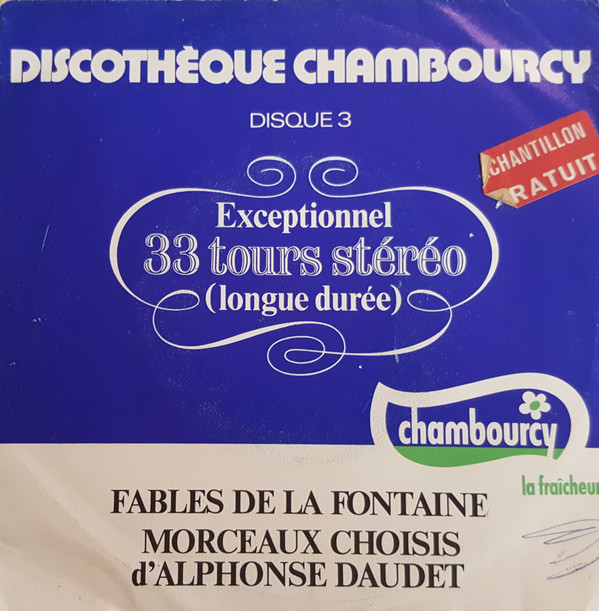 DISCOTHÈQUE CHAMBOURCY
DISQUE 3
CHANTILLON
RATUIT
Exceptionnel
33 tours stéréo
(longue durée)
chambourcy
la fraîcheur
FABLES DE LA FONTAINE
MORCEAUX CHOISIS
d'ALPHONSE DAUDET